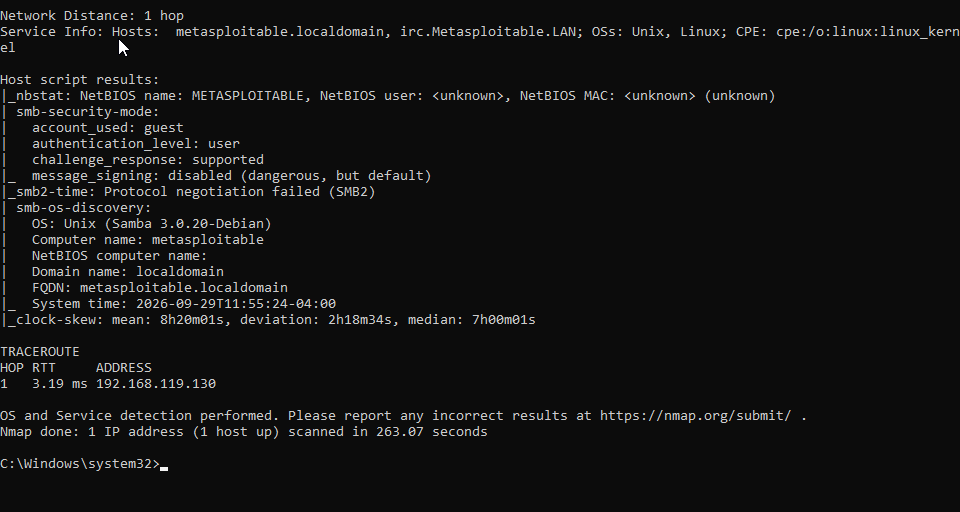 Network Distance: 1 hop
Service Info: Hosts:  metasploitable.localdomain, irc.Metasploitable.LAN; OSs: Unix, Linux; CPE: cpe:/o:linux:linux_kern
el
Host script results:
|_nbstat: NetBIOS name: METASPLOITABLE, NetBIOS user: <unknown>, NetBIOS MAC: <unknown> (unknown)
| smb-security-mode:
|   account_used: guest
|   authentication_level: user
|   challenge_response: supported
|_  message_signing: disabled (dangerous, but default)
|_smb2-time: Protocol negotiation failed (SMB2)
| smb-os-discovery:
|   OS: Unix (Samba 3.0.20-Debian)
|   Computer name: metasploitable
|   NetBIOS computer name:
|   Domain name: localdomain
|   FQDN: metasploitable.localdomain
|_  System time: 2026-09-29T11:55:24-04:00
|_clock-skew: mean: 8h20m01s, deviation: 2h18m34s, median: 7h00m01s
TRACEROUTE
HOP RTT     ADDRESS
1   3.19 ms 192.168.119.130
OS and Service detection performed. Please report any incorrect results at https://nmap.org/submit/ .
Nmap done: 1 IP address (1 host up) scanned in 263.07 seconds
C:\Windows\system32>